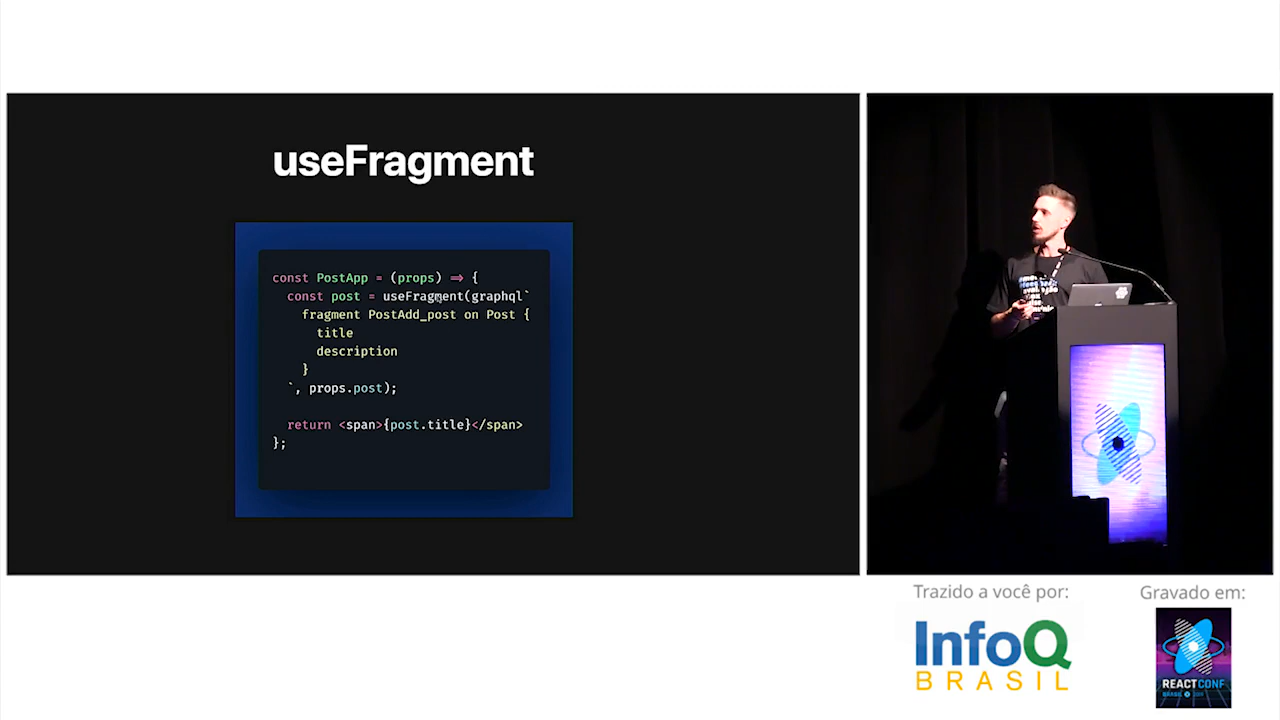 useFragment
const PostApp = (props) => {
  const post = useFragment(graphql`
    fragment PostAdd_post on Post {
      title
      description
    }
  `, props.post);
  return <span>{post.title}</span>
};
Trazido a você por:
InfoQ
BRASIL
Gravado em:
REACTCONF
BRASIL